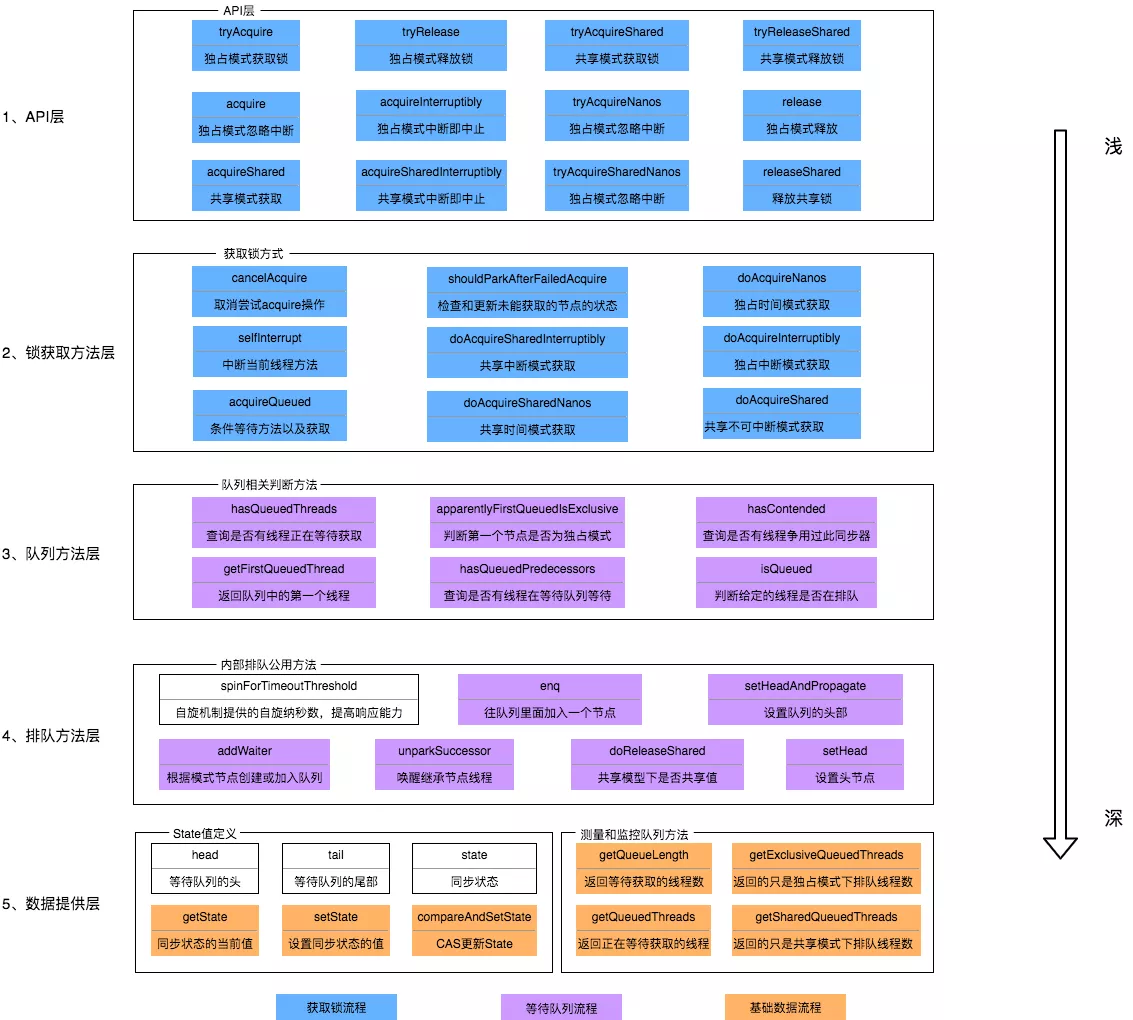 API层
tryAcquire
独占模式获取锁
tryRelease
独占模式释放锁
tryAcquireShared
共享模式获取锁
tryReleaseShared
共享模式释放锁
1、API层
acquire
独占模式忽略中断
acquireInterruptibly
独占模式中断即中止
tryAcquireNanos
独占模式忽略中断
release
独占模式释放
浅
acquireShared
共享模式获取
acquireSharedInterruptibly
共享模式中断即中止
tryAcquireSharedNanos
独占模式忽略中断
releaseShared
释放共享锁
获取锁方式
cancelAcquire
取消尝试acquire操作
shouldParkAfterFailedAcquire
检查和更新未能获取的节点的状态
doAcquireNanos
独占时间模式获取
2、锁获取方法层
selfInterrupt
中断当前线程方法
doAcquireSharedInterruptibly
共享中断模式获取
doAcquireInterruptibly
独占中断模式获取
acquireQueued
条件等待方法以及获取
doAcquireSharedNanos
共享时间模式获取
doAcquireShared
共享不可中断模式获取
队列相关判断方法
hasQueuedThreads
查询是否有线程正在等待获取
apparentlyFirstQueuedIsExclusive
判断第一个节点是否为独占模式
hasContended
查询是否有线程争用过此同步器
3、队列方法层
getFirstQueuedThread
返回队列中的第一个线程
hasQueuedPredecessors
查询是否有线程在等待队列等待
isQueued
判断给定的线程是否在排队
内部排队公用方法
spinForTimeoutThreshold
自旋机制提供的自旋纳秒数，提高响应能力
enq
往队列里面加入一个节点
setHeadAndPropagate
设置队列的头部
4、排队方法层
addWaiter
根据模式节点创建或加入队列
unparkSuccessor
唤醒继承节点线程
doReleaseShared
共享模型下是否共享值
setHead
设置头节点
深
State值定义
head
等待队列的头
tail
等待队列的尾部
state
同步状态
测量和监控队列方法
getQueueLength
返回等待获取的线程数
getExclusiveQueuedThreads
返回的只是独占模式下排队线程数
5、数据提供层
getState
同步状态的当前值
setState
设置同步状态的值
compareAndSetState
CAS更新State
getQueuedThreads
返回正在等待获取的线程
getSharedQueuedThreads
返回的只是共享模式下排队线程数
获取锁流程
等待队列流程
基础数据流程